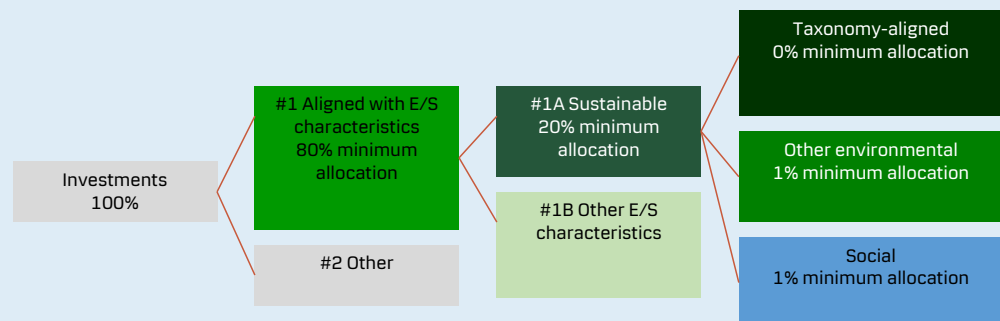 Investments
100%
#1 Aligned with E/S
characteristics
80% minimum
allocation
#2 Other
#1A Sustainable
20% minimum
allocation
#1B Other E/S
characteristics
Taxonomy-aligned
0% minimum allocation
Other environmental
1% minimum allocation
Social
1% minimum allocation